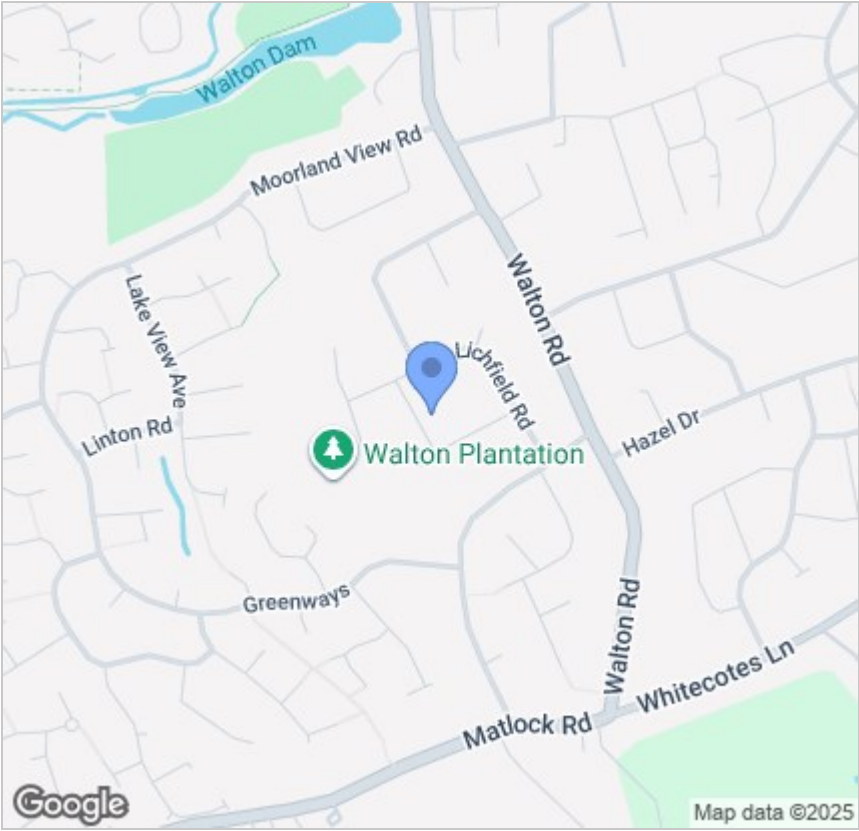 Walton Dam
Moorland View Rd
Walton Rd
Lake View Ave
Lichfield Rd
Linton Rd
Hazel Dr
Walton Plantation
Greenways
Walton Rd
Whitecotes Ln
Matlock Rd
Google
Map data ©2025